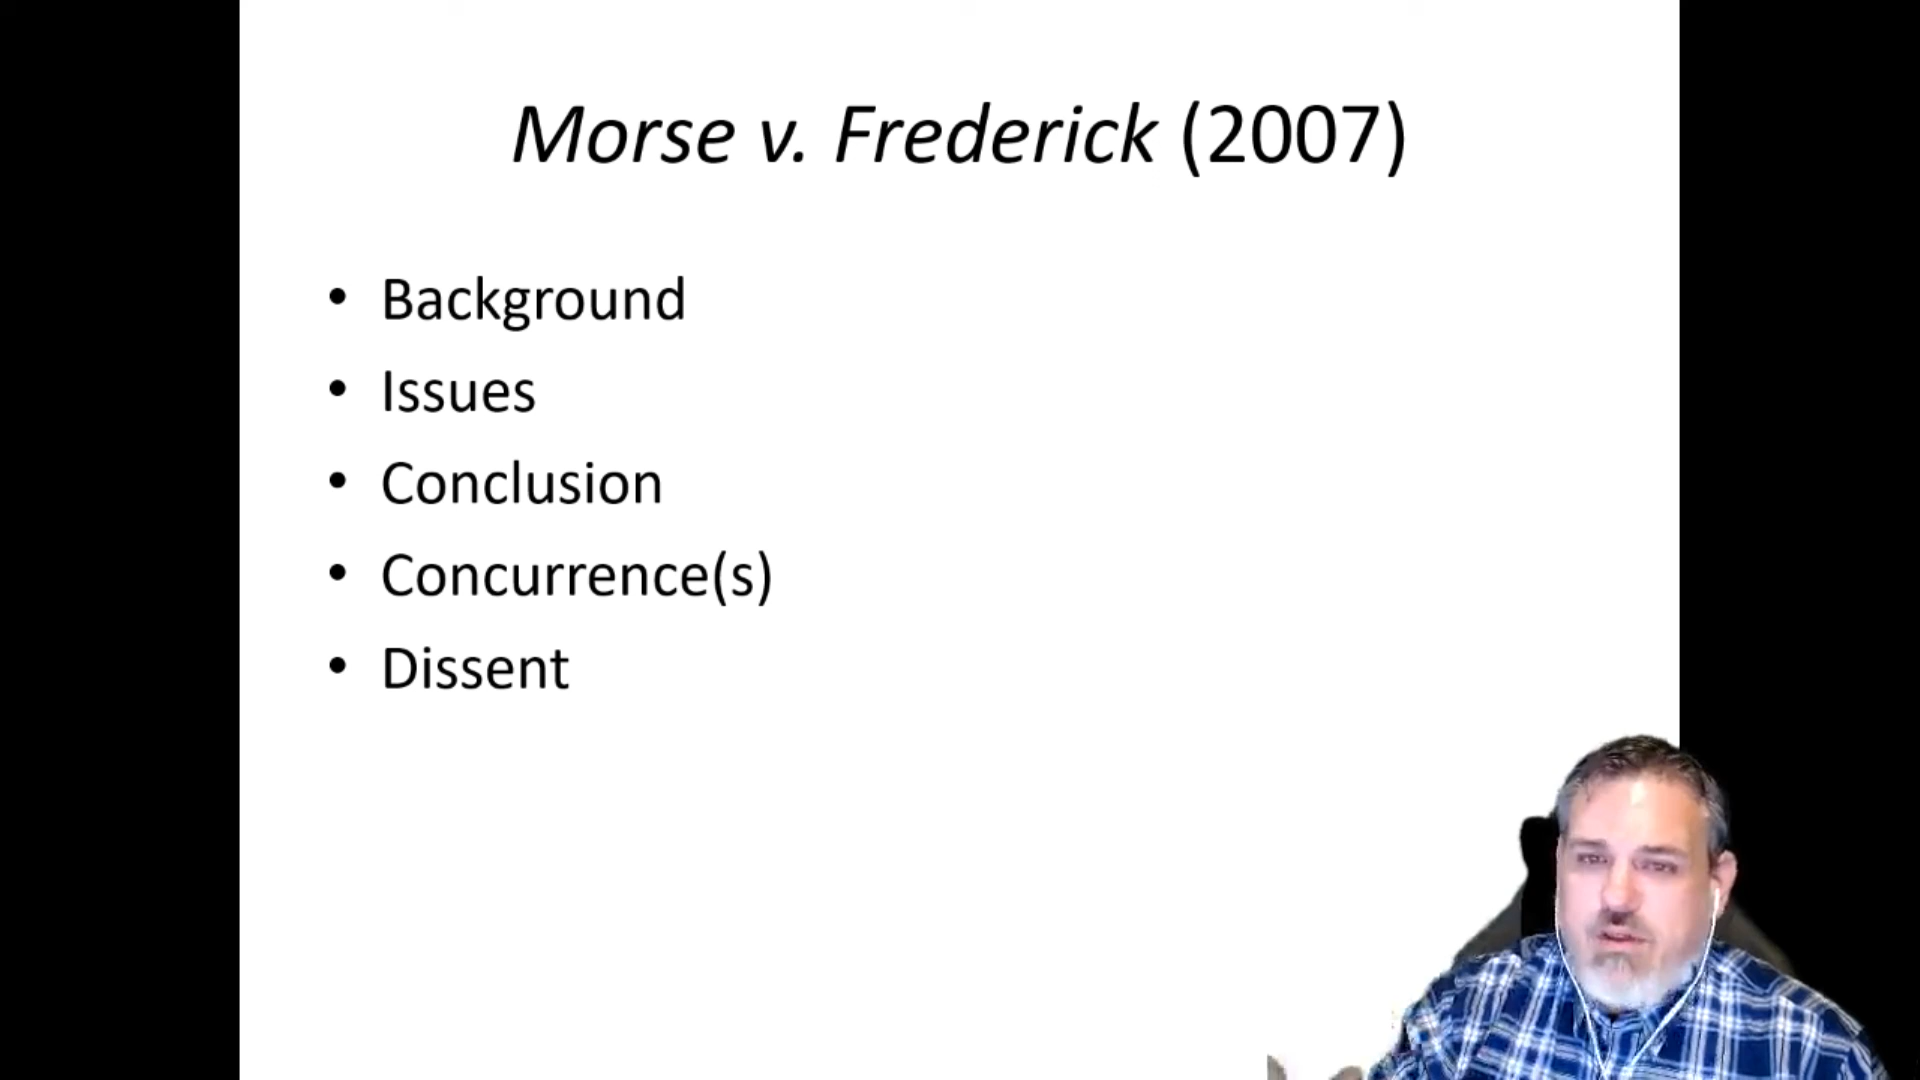 Morse v. Frederick (2007)
• Background
• Issues
• Conclusion
• Concurrence(s)
• Dissent